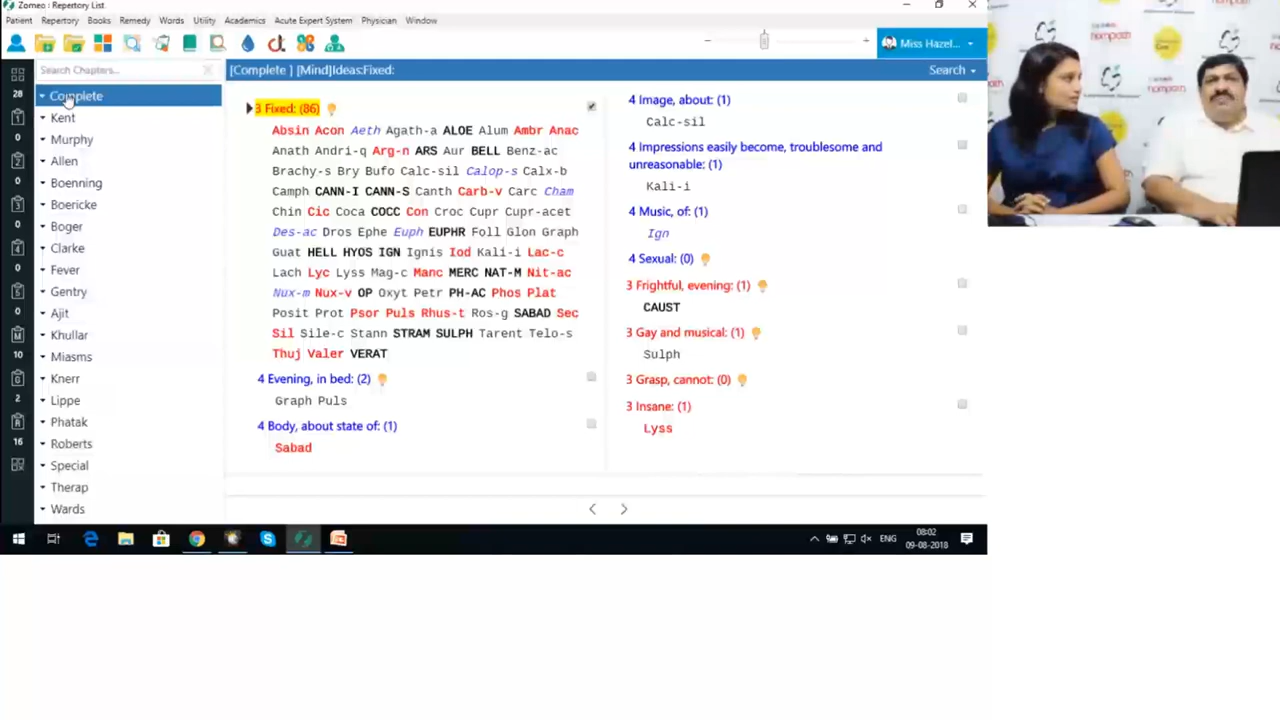 Zomeo : Repertory List
Patient Repertory Books Remedy Words Utility Academics Acute Expert System Physician Window
Miss Hazel...
Search Chapters...
[Complete ] [Mind]Ideas:Fixed:
Search
28
0
0
0
0
0
10
2
16
Complete
Kent
Murphy
Allen
Boenning
Boericke
Boger
Clarke
Fever
Gentry
Ajit
Khullar
Miasms
Knerr
Lippe
Phatak
Roberts
Special
Therap
Wards
3 Fixed: (86)
Absin Acon Aeth Agath-a ALOE Alum Ambr Anac
Anath Andri-q Arg-n ARS Aur BELL Benz-ac
Brachy-s Bry Bufo Calc-sil Calop-s Calx-b
Camph CANN-I CANN-S Canth Carb-v Carc Cham
Chin Cic Coca COCC Con Croc Cupr Cupr-acet
Des-ac Dros Ephe Euph EUPHR Foll Glon Graph
Guat HELL HYOS IGN Ignis Iod Kali-i Lac-c
Lach Lyc Lyss Mag-c Manc MERC NAT-M Nit-ac
Nux-m Nux-v OP Oxyt Petr PH-AC Phos Plat
Posit Prot Psor Puls Rhus-t Ros-g SABAD Sec
Sil Sile-c Stann STRAM SULPH Tarent Telo-s
Thuj Valer VERAT
4 Evening, in bed: (2)
Graph Puls
4 Body, about state of: (1)
Sabad
4 Image, about: (1)
Calc-sil
4 Impressions easily become, troublesome and
unreasonable: (1)
Kali-i
4 Music, of: (1)
Ign
4 Sexual: (0)
3 Frightful, evening: (1)
CAUST
3 Gay and musical: (1)
Sulph
3 Grasp, cannot: (0)
3 Insane: (1)
Lyss
ENG
08:02
09-08-2018
hompath